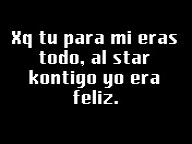 Xq tu para mi eras
todo, al star
kontigo yo era
feliz.